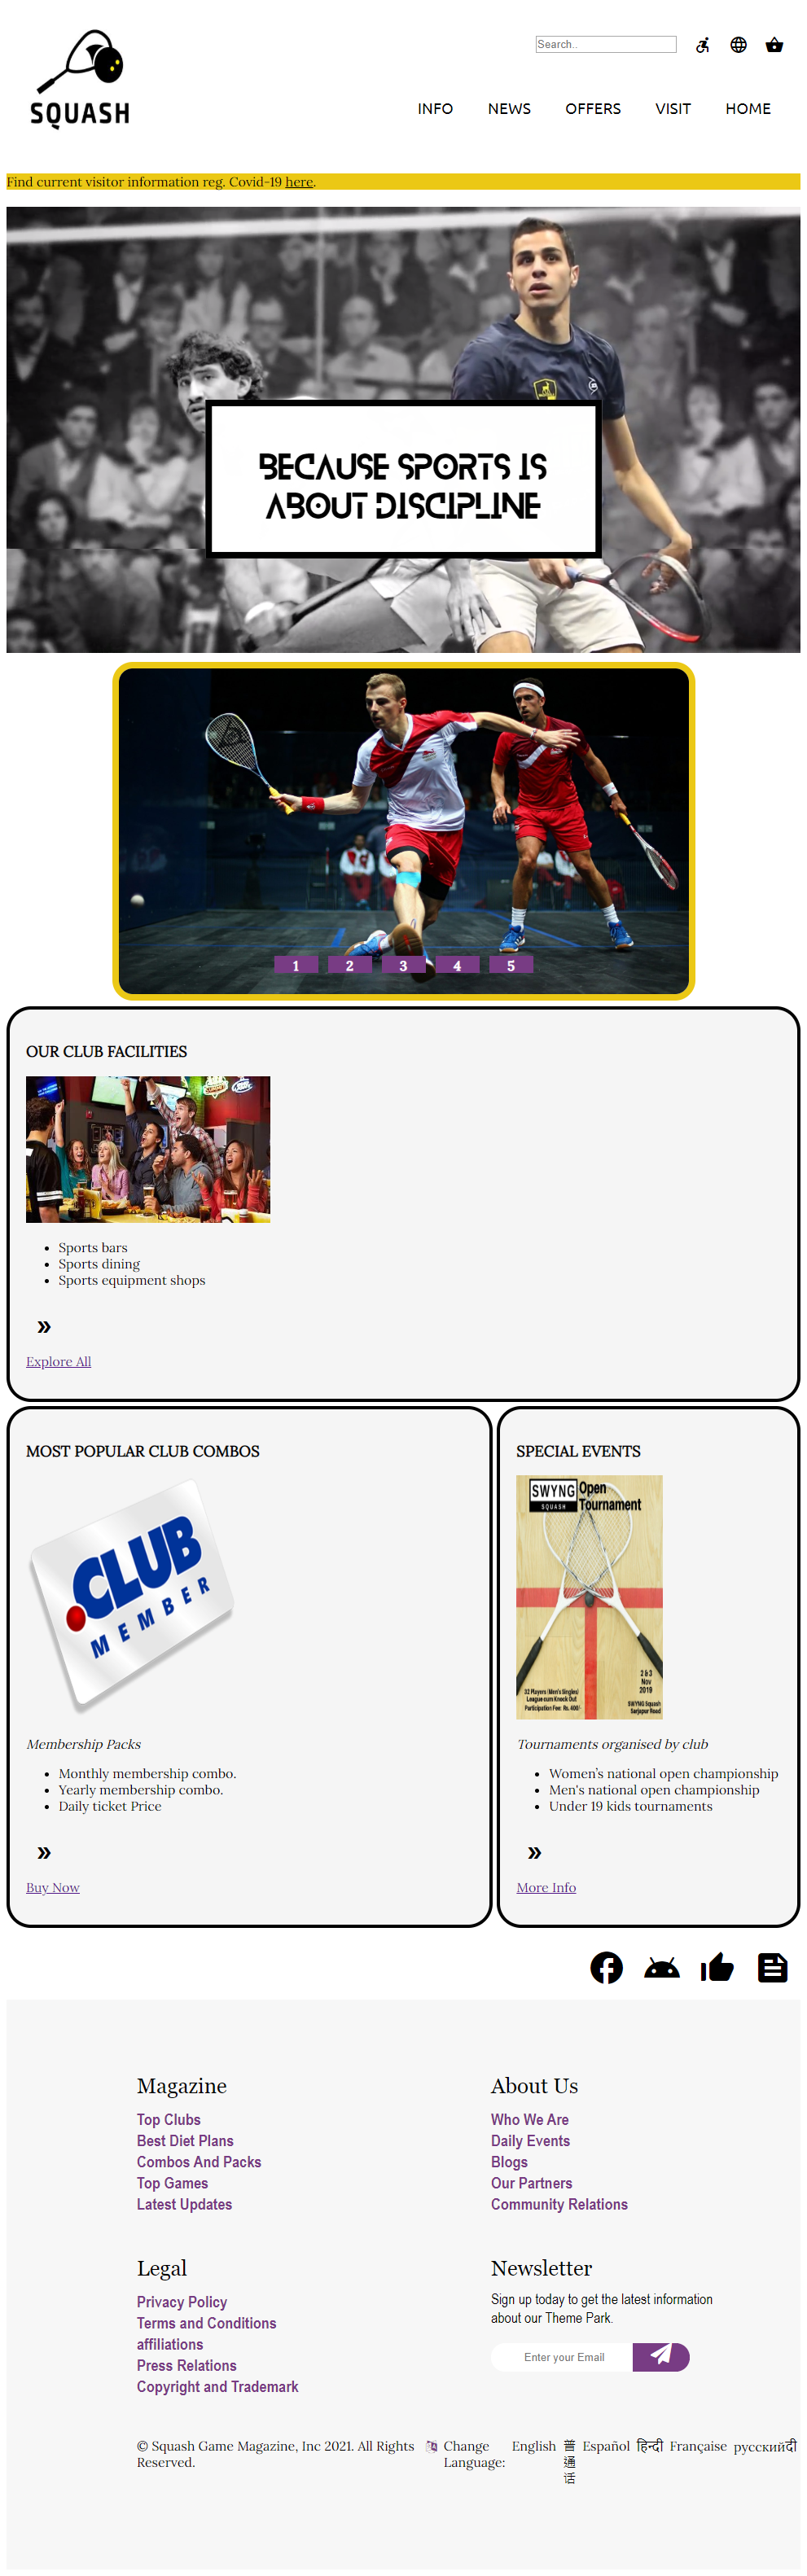 Search..
SQUASH
INFO NEWS OFFERS VISIT HOME
Find current visitor information reg. Covid-19 here.
BECAUSE SPORTS IS
ABOUT DISCIPLINE
1 2 3 4 5
OUR CLUB FACILITIES
Sports bars
Sports dining
Sports equipment shops
»
Explore All
MOST POPULAR CLUB COMBOS
.CLUB
MEMBER
Membership Packs
Monthly membership combo.
Yearly membership combo.
Daily ticket Price
»
Buy Now
SPECIAL EVENTS
SWYNG Open
SQUASH Tournament
2 & 3
Nov
2019
32 Players (Men's Singles)
League cum Knock Out
Participation Fee: Rs. 400/-
SWYNG Squash
Sarjapur Road
Tournaments organised by club
Women’s national open championship
Men's national open championship
Under 19 kids tournaments
»
More Info
Magazine
Top Clubs
Best Diet Plans
Combos And Packs
Top Games
Latest Updates
About Us
Who We Are
Daily Events
Blogs
Our Partners
Community Relations
Legal
Privacy Policy
Terms and Conditions
affiliations
Press Relations
Copyright and Trademark
Newsletter
Sign up today to get the latest information
about our Theme Park.
Enter your Email
© Squash Game Magazine, Inc 2021. All Rights
Reserved.
Change
Language:
English
普
通
话
Español
हिन्दी
Française
русскийदी